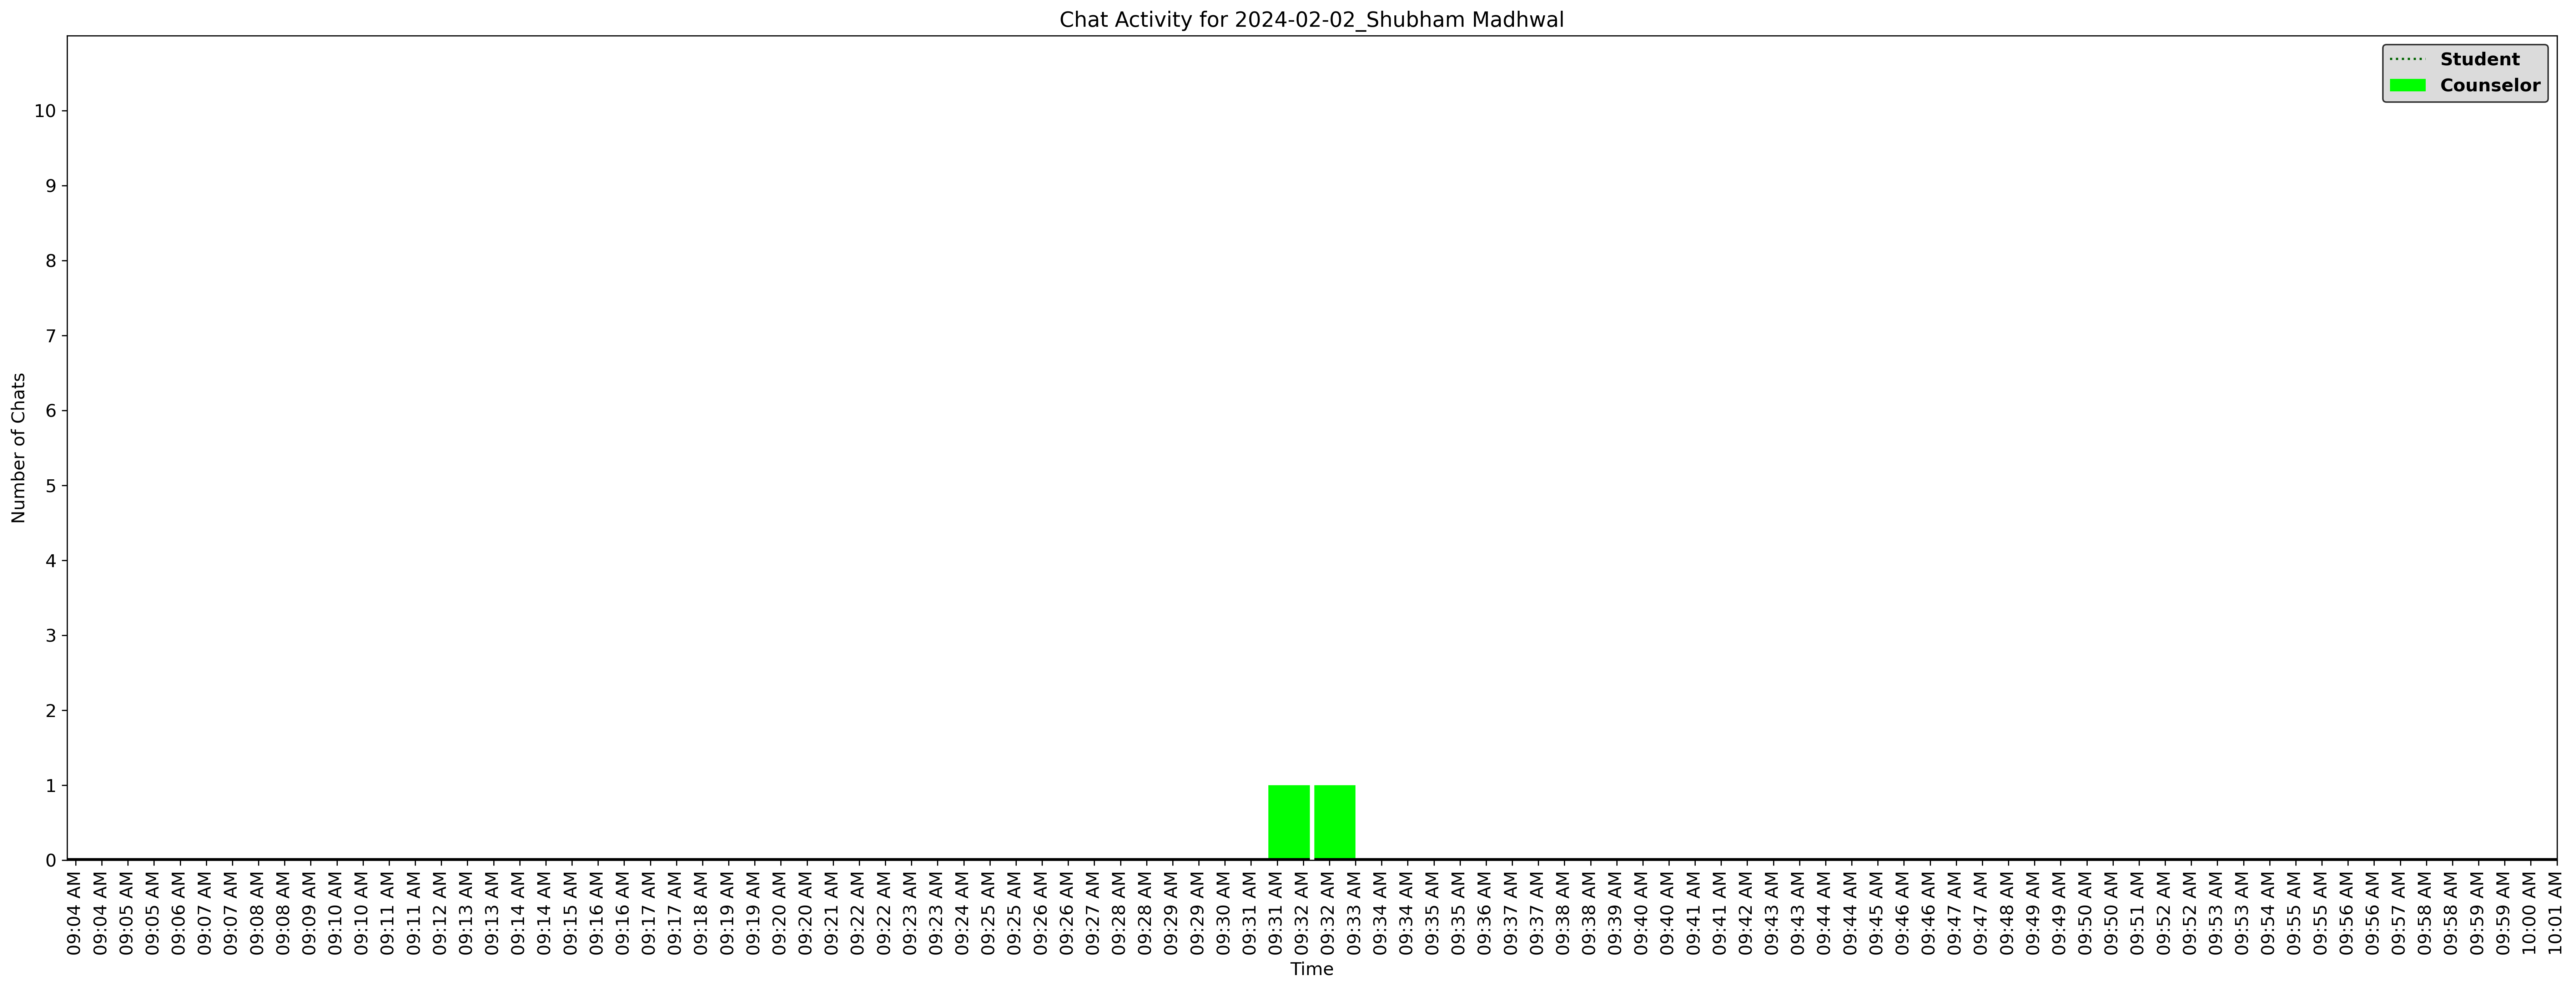 Chat Activity for 2024-02-02_Shubham Madhwal
Student
Counselor
10
9
8
7
6
5
4
3
2
1
0
Number of Chats
09:04 AM
09:04 AM
09:05 AM
09:05 AM
09:06 AM
09:07 AM
09:07 AM
09:08 AM
09:08 AM
09:09 AM
09:10 AM
09:10 AM
09:11 AM
09:11 AM
09:12 AM
09:13 AM
09:13 AM
09:14 AM
09:14 AM
09:15 AM
09:16 AM
09:16 AM
09:17 AM
09:17 AM
09:18 AM
09:19 AM
09:19 AM
09:20 AM
09:20 AM
09:21 AM
09:22 AM
09:22 AM
09:23 AM
09:23 AM
09:24 AM
09:25 AM
09:25 AM
09:26 AM
09:26 AM
09:27 AM
09:28 AM
09:28 AM
09:29 AM
09:29 AM
09:30 AM
09:31 AM
09:31 AM
09:32 AM
09:32 AM
09:33 AM
09:34 AM
09:34 AM
09:35 AM
09:35 AM
09:36 AM
09:37 AM
09:37 AM
09:38 AM
09:38 AM
09:39 AM
09:40 AM
09:40 AM
09:41 AM
09:41 AM
09:42 AM
09:43 AM
09:43 AM
09:44 AM
09:44 AM
09:45 AM
09:46 AM
09:46 AM
09:47 AM
09:47 AM
09:48 AM
09:49 AM
09:49 AM
09:50 AM
09:50 AM
09:51 AM
09:52 AM
09:52 AM
09:53 AM
09:53 AM
09:54 AM
09:55 AM
09:55 AM
09:56 AM
09:56 AM
09:57 AM
09:58 AM
09:58 AM
09:59 AM
09:59 AM
10:00 AM
10:01 AM
Time